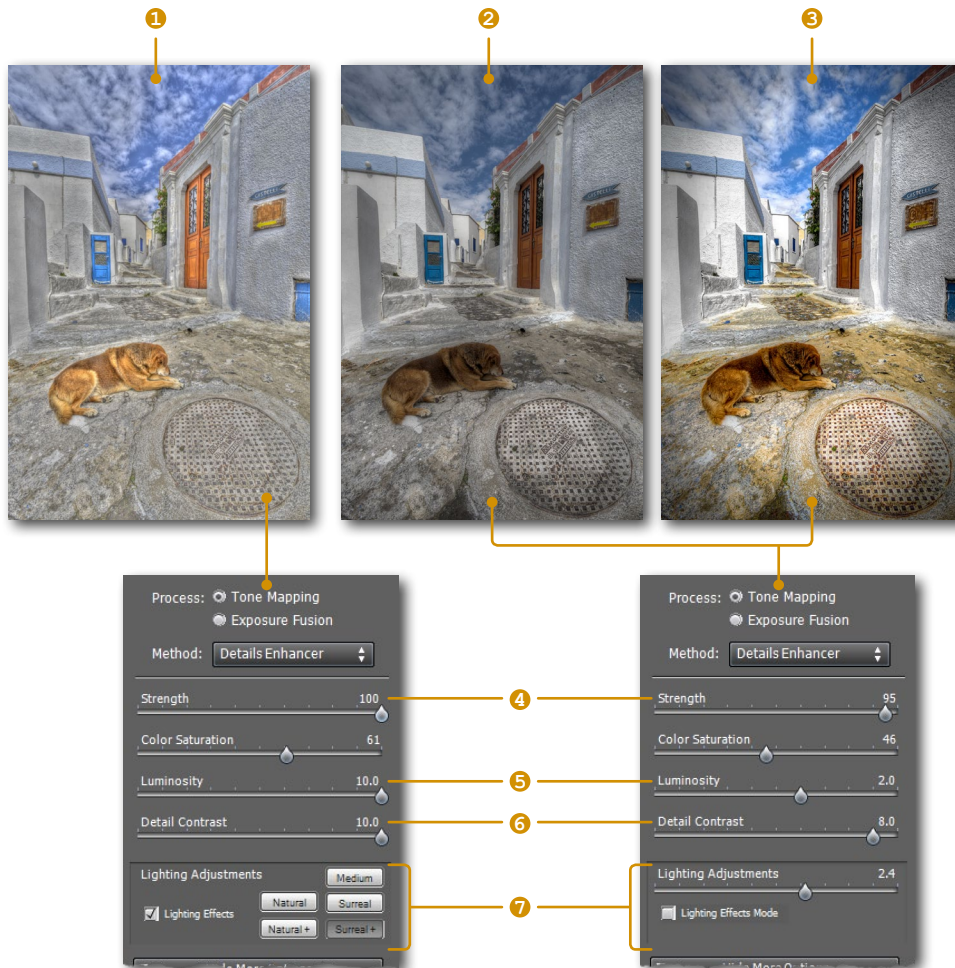 1
2
3
Process: Tone Mapping
Exposure Fusion
Method: Details Enhancer
Strength 100
Color Saturation 61
Luminosity 10.0
Detail Contrast 10.0
Lighting Adjustments
Medium
Lighting Effects
Natural
Surreal
Natural +
Surreal +
4
5
6
7
Process: Tone Mapping
Exposure Fusion
Method: Details Enhancer
Strength 95
Color Saturation 46
Luminosity 2.0
Detail Contrast 8.0
Lighting Adjustments 2.4
Lighting Effects Mode